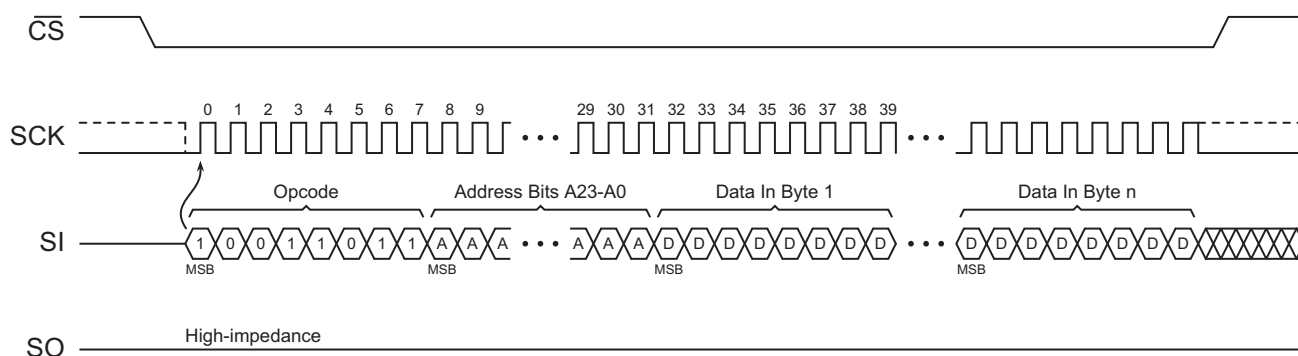 CS
0 1 2 3 4 5 6 7 8 9 29 30 31 32 33 34 35 36 37 38 39
SCK
Opcode Address Bits A23-A0 Data In Byte 1 Data In Byte n
SI 1 0 0 1 1 0 1 1 A A A A A A D D D D D D D D D D D D D D D D
MSB MSB MSB MSB
High-impedance
SO